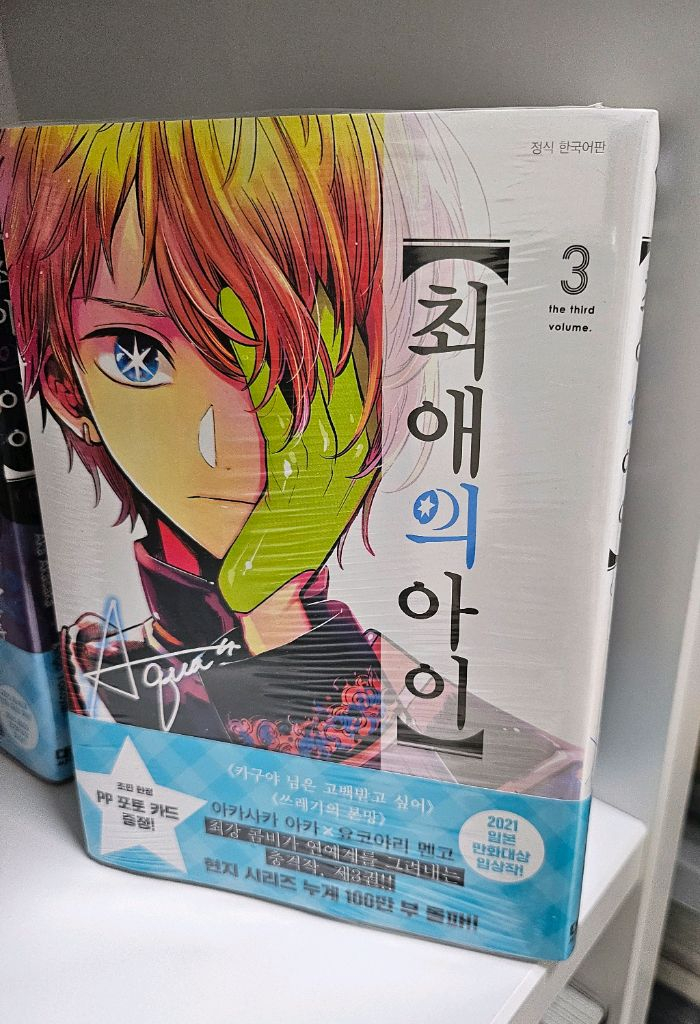 정식 한국어판
3
the third
volume.
【최애의 아이】
Aqua
초판 한정
PP 포토 카드
증정!
《카구야 님은 고백받고 싶어》
《쓰레기의 본망》
아카사카 아카×요코야리 멩고
최강 콤비가 연예계를 그려내는
충격작, 제3권!!
현지 시리즈 누계 100만 부 돌파!
2021
일본
만화대상
입상작!